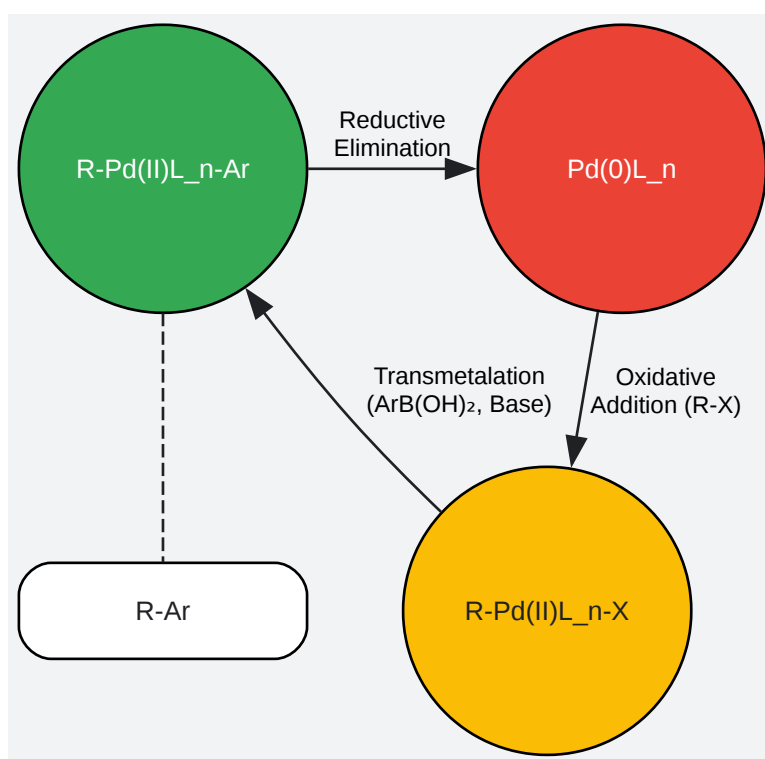 Reductive
Elimination
R-Pd(II)L_n-Ar
Pd(0)L_n
Transmetalation
(ArB(OH)₂, Base)
Oxidative
Addition (R-X)
R-Ar
R-Pd(II)L_n-X